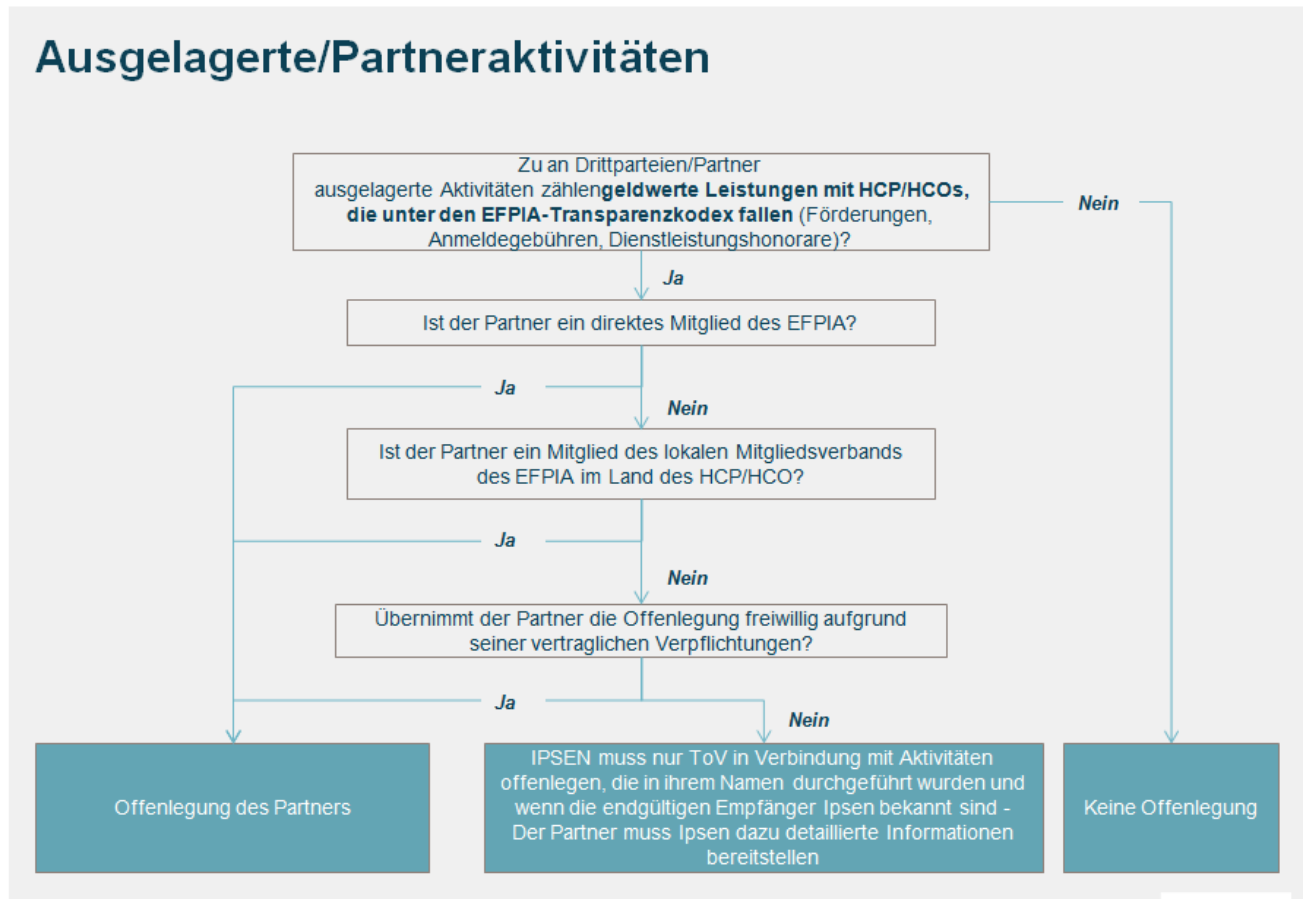 Ausgelagerte/Partneraktivitäten
Zu an Drittparteien/Partner
ausgelagerte Aktivitäten zählengeldwerte Leistungen mit HCP/HCOs,
die unter den EFPIA-Transparenzkodex fallen (Förderungen,
Anmeldegebühren, Dienstleistungshonorare)?
Nein
Ja
Ist der Partner ein direktes Mitglied des EFPIA?
Ja
Nein
Ist der Partner ein Mitglied des lokalen Mitgliedsverbands
des EFPIA im Land des HCP/HCO?
Ja
Nein
Übernimmt der Partner die Offenlegung freiwillig aufgrund
seiner vertraglichen Verpflichtungen?
Ja
Nein
Offenlegung des Partners
IPSEN muss nur ToV in Verbindung mit Aktivitäten
offenlegen, die in ihrem Namen durchgeführt wurden und
wenn die endgültigen Empfänger Ipsen bekannt sind -
Der Partner muss Ipsen dazu detaillierte Informationen
bereitstellen
Keine Offenlegung